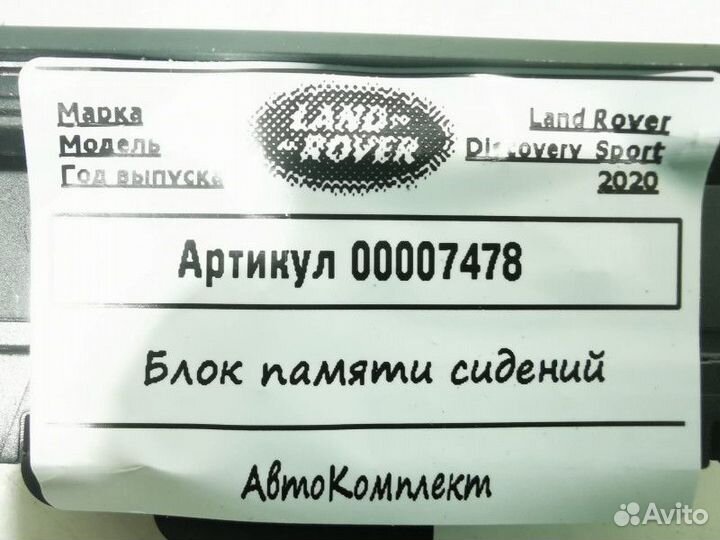 Марка
Модель
Год выпуска
LAND
ROVER
Land Rover
Discovery Sport
2020
Артикул 00007478
Блок памяти сидений
АвтоКомплект
Avito